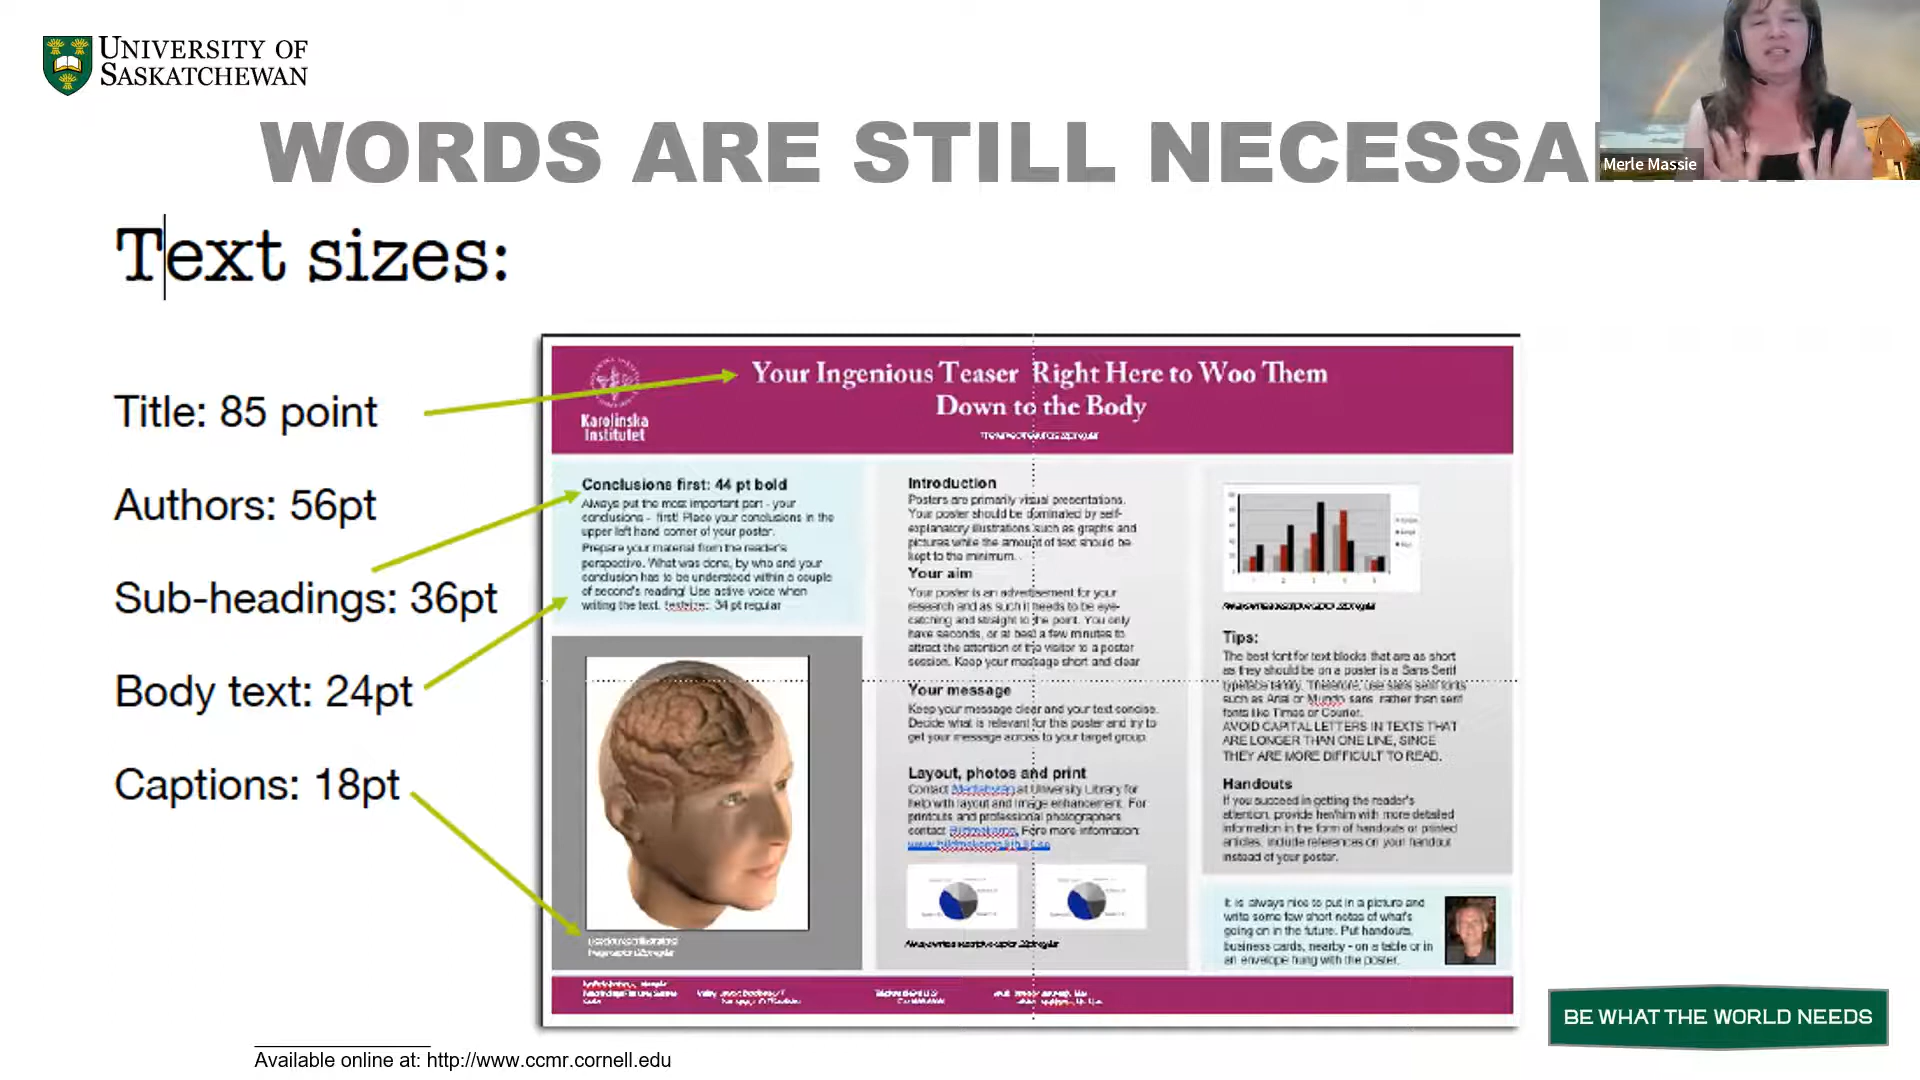 UNIVERSITY OF
SASKATCHEWAN
WORDS ARE STILL NECESSA
Merle Massie
Text sizes:
Title: 85 point
Authors: 56pt
Sub-headings: 36pt
Body text: 24pt
Captions: 18pt
Karolinska
Institutet
Your Ingenious Teaser Right Here to Woo Them
Down to the Body
Conclusions first: 44 pt bold
Always put the most important part - your
conclusions - first! Place your conclusions in the
upper left hand corner of your poster.
Prepare your material from the reader's
perspective. What was done, by who and your
conclusion has to be understood within a couple
of second's reading! Use active voice when
writing the text. 34 pt regular
Introduction
Posters are primarily visual presentations.
Your poster should be dominated by self-
explanatory illustrations such as graphs and
pictures while the amount of text should be
kept to the minimum.
Your aim
Your poster is an advertisement for your
research and as such it needs to be eye-
catching and straight to the point. You only
have seconds, or at best a few minutes to
attract the attention of the visitor to a poster
session. Keep your message short and clear
Your message
Keep your message clear and your text concise.
Decide what is relevant for this poster and try to
get your message across to your target group.
Layout, photos and print
Contact at University Library for
help with layout and image enhancement. For
printouts and professional photographers
contact Fore more information:
Tips:
The best font for text blocks that are as short
as they should be on a poster is a Sans Serif
typeface family. Therefore, use sans serif fonts
such as Arial or Mundo sans rather than serif
fonts like Times or Courier.
AVOID CAPITAL LETTERS IN TEXTS THAT
ARE LONGER THAN ONE LINE, SINCE
THEY ARE MORE DIFFICULT TO READ.
Handouts
If you succeed in getting the reader's
attention, provide her/him with more detailed
information in the form of handouts or printed
articles. Include references on your handout
instead of your poster.
It is always nice to put in a picture and
write some few short notes of what's
going on in the future. Put handouts,
business cards, nearby - on a table or in
an envelope hung with the poster.
BE WHAT THE WORLD NEEDS
Available online at: http://www.ccmr.cornell.edu